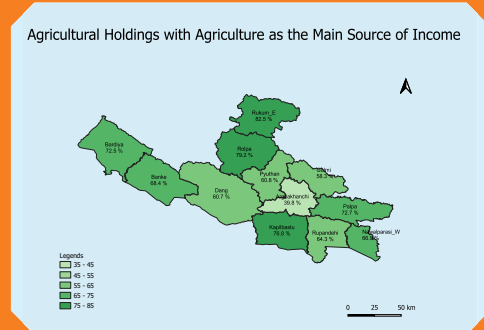 Agricultural Holdings with Agriculture as the Main Source of Income
Rukum_E
82.5 %
Rolpa
79.2 %
Bardiya
72.5 %
Banke
68.4 %
Dang
60.7 %
Pyuthan
60.8 %
Gulmi
58.3 %
39.8 %
Palpa
72.7 %
Kapilbastu
Rupandehi
64.3 %
Nawalparasi_W
Legends
35 - 45
45 - 55
55 - 65
65 - 75
75 - 85
0 25 50 km